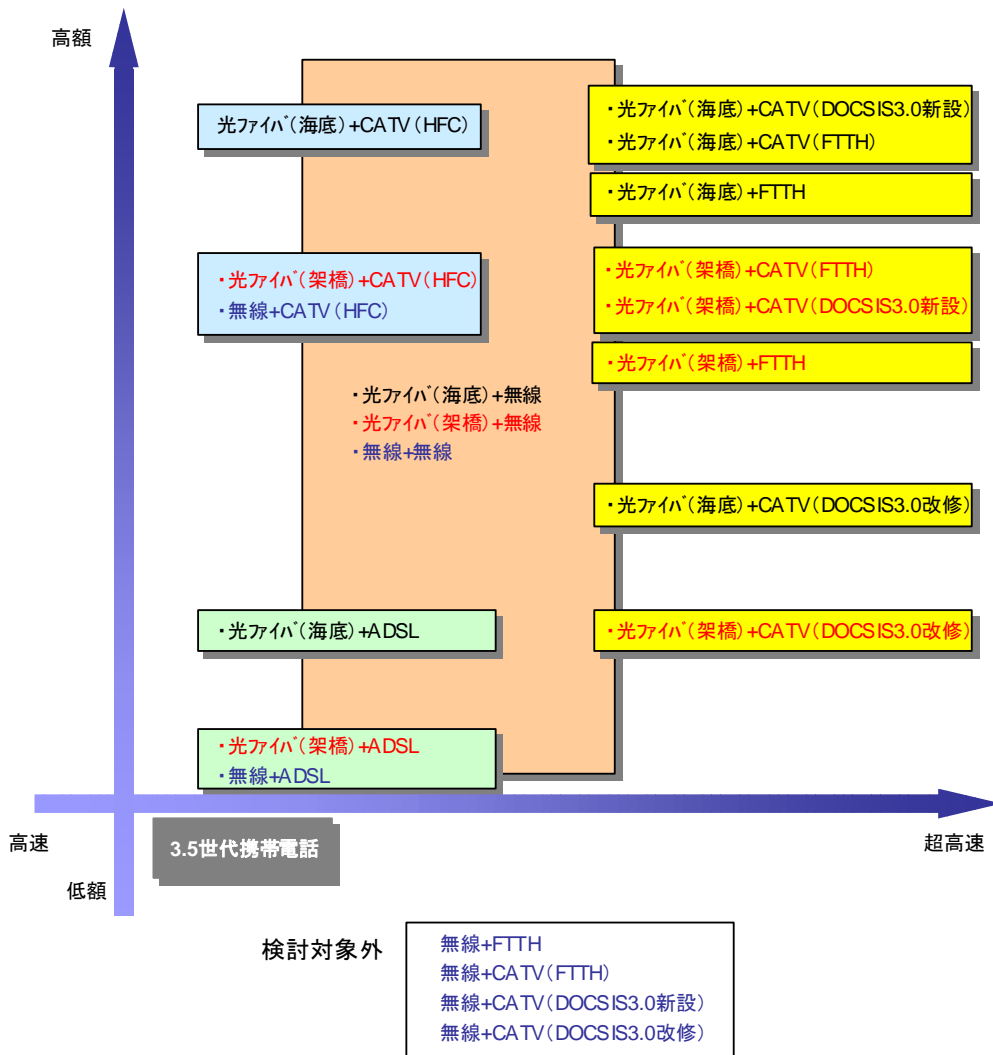 高額
光ﾌｧｲﾊﾞ(海底)+CATV(HFC)
・光ﾌｧｲﾊﾞ(海底)+CATV(DOCSIS3.0新設)
・光ﾌｧｲﾊﾞ(海底)+CATV(FTTH)
・光ﾌｧｲﾊﾞ(海底)+FTTH
・光ﾌｧｲﾊﾞ(架橋)+CATV(HFC)
・無線+CATV(HFC)
・光ﾌｧｲﾊﾞ(架橋)+CATV(FTTH)
・光ﾌｧｲﾊﾞ(架橋)+CATV(DOCSIS3.0新設)
・光ﾌｧｲﾊﾞ(架橋)+FTTH
・光ﾌｧｲﾊﾞ(海底)+無線
・光ﾌｧｲﾊﾞ(架橋)+無線
・無線+無線
・光ﾌｧｲﾊﾞ(海底)+CATV(DOCSIS3.0改修)
・光ﾌｧｲﾊﾞ(海底)+ADSL
・光ﾌｧｲﾊﾞ(架橋)+CATV(DOCSIS3.0改修)
・光ﾌｧｲﾊﾞ(架橋)+ADSL
・無線+ADSL
高速
3.5世代携帯電話
超高速
低額
検討対象外
無線+FTTH
無線+CATV(FTTH)
無線+CATV(DOCSIS3.0新設)
無線+CATV(DOCSIS3.0改修)